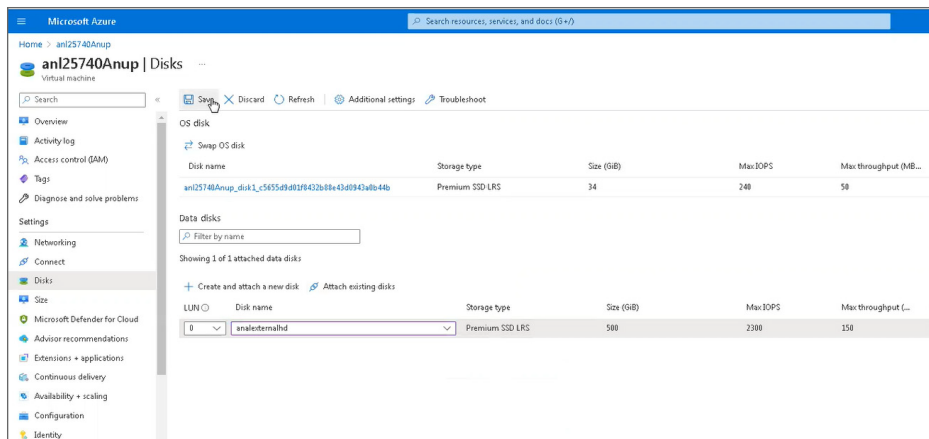 Microsoft Azure
Search resources, services, and docs (G+/)
Home > anl25740Anup
anl25740Anup | Disks ...
Virtual machine
Search
«
Save Discard Refresh Additional settings Troubleshoot
Overview
Activity log
Access control (IAM)
Tags
Diagnose and solve problems
Settings
Networking
Connect
Disks
Size
Microsoft Defender for Cloud
Advisor recommendations
Extensions + applications
Continuous delivery
Availability + scaling
Configuration
Identity
OS disk
Swap OS disk
Disk name Storage type Size (GiB) Max IOPS Max throughput (MB...
Premium SSD LRS 34 240 50
Data disks
Filter by name
Showing 1 of 1 attached data disks
Create and attach a new disk Attach existing disks
LUN Disk name Storage type Size (GiB) Max IOPS Max throughput (...
0 analexternalhd Premium SSD LRS 500 2300 150